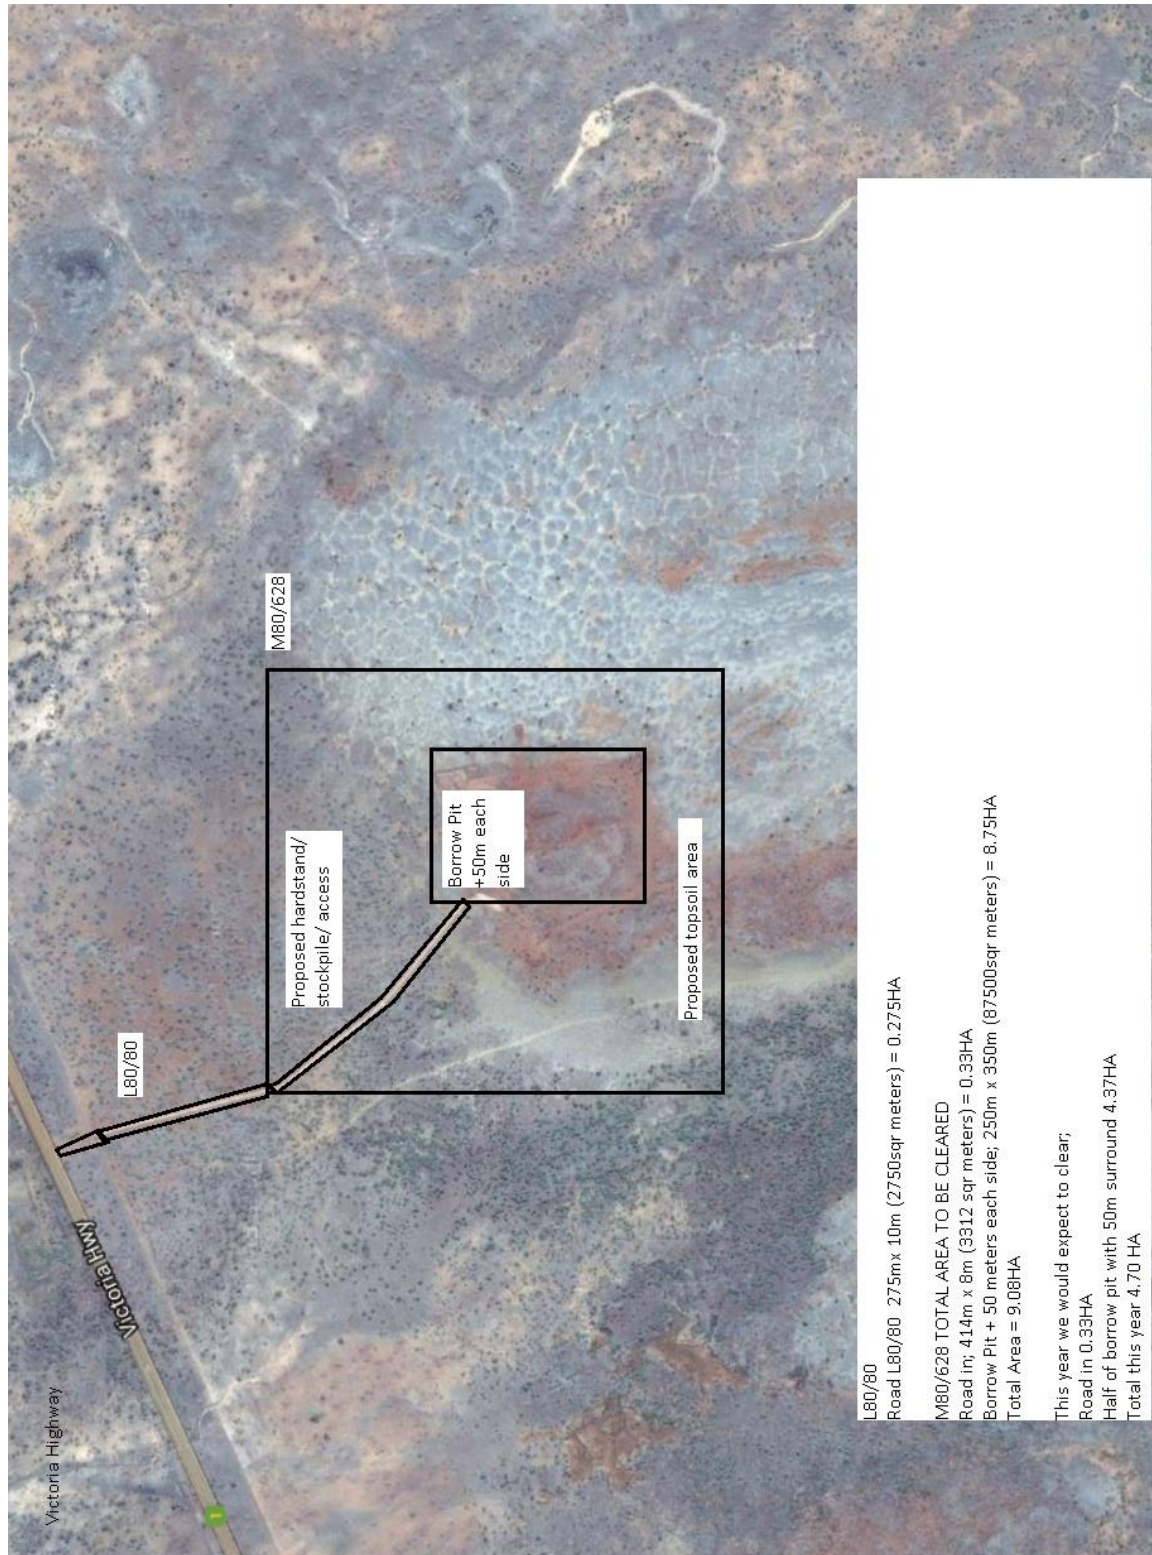 Victoria Highway
Victoria Hwy
1
L80/80
M80/628
Proposed hardstand/
stockpile/ access
Borrow Pit
+50m each
side
Proposed topsoil area
L80/80
Road L80/80 275m x 10m (2750sqr meters) = 0.275HA
M80/628 TOTAL AREA TO BE CLEARED
Road in; 414m x 8m (3312 sqr meters) = 0.33HA
Borrow Pit + 50 meters each side; 250m x 350m (87500sqr meters) = 8.75HA
Total Area = 9.08HA
This year we would expect to clear;
Road in 0.33HA
Half of borrow pit with 50m surround 4.37HA
Total this year 4.70 HA